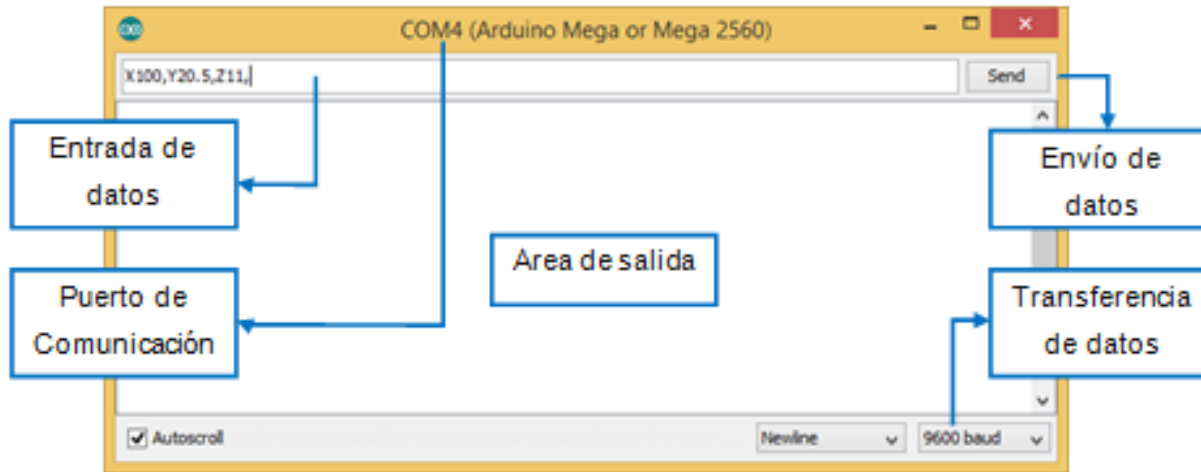 COM4 (Arduino Mega or Mega 2560)
X100,Y20.5,Z11,
Send
Entrada de
datos
Envío de
datos
Area de salida
Puerto de
Comunicación
Transferencia
de datos
Autoscroll
Newline
9600 baud